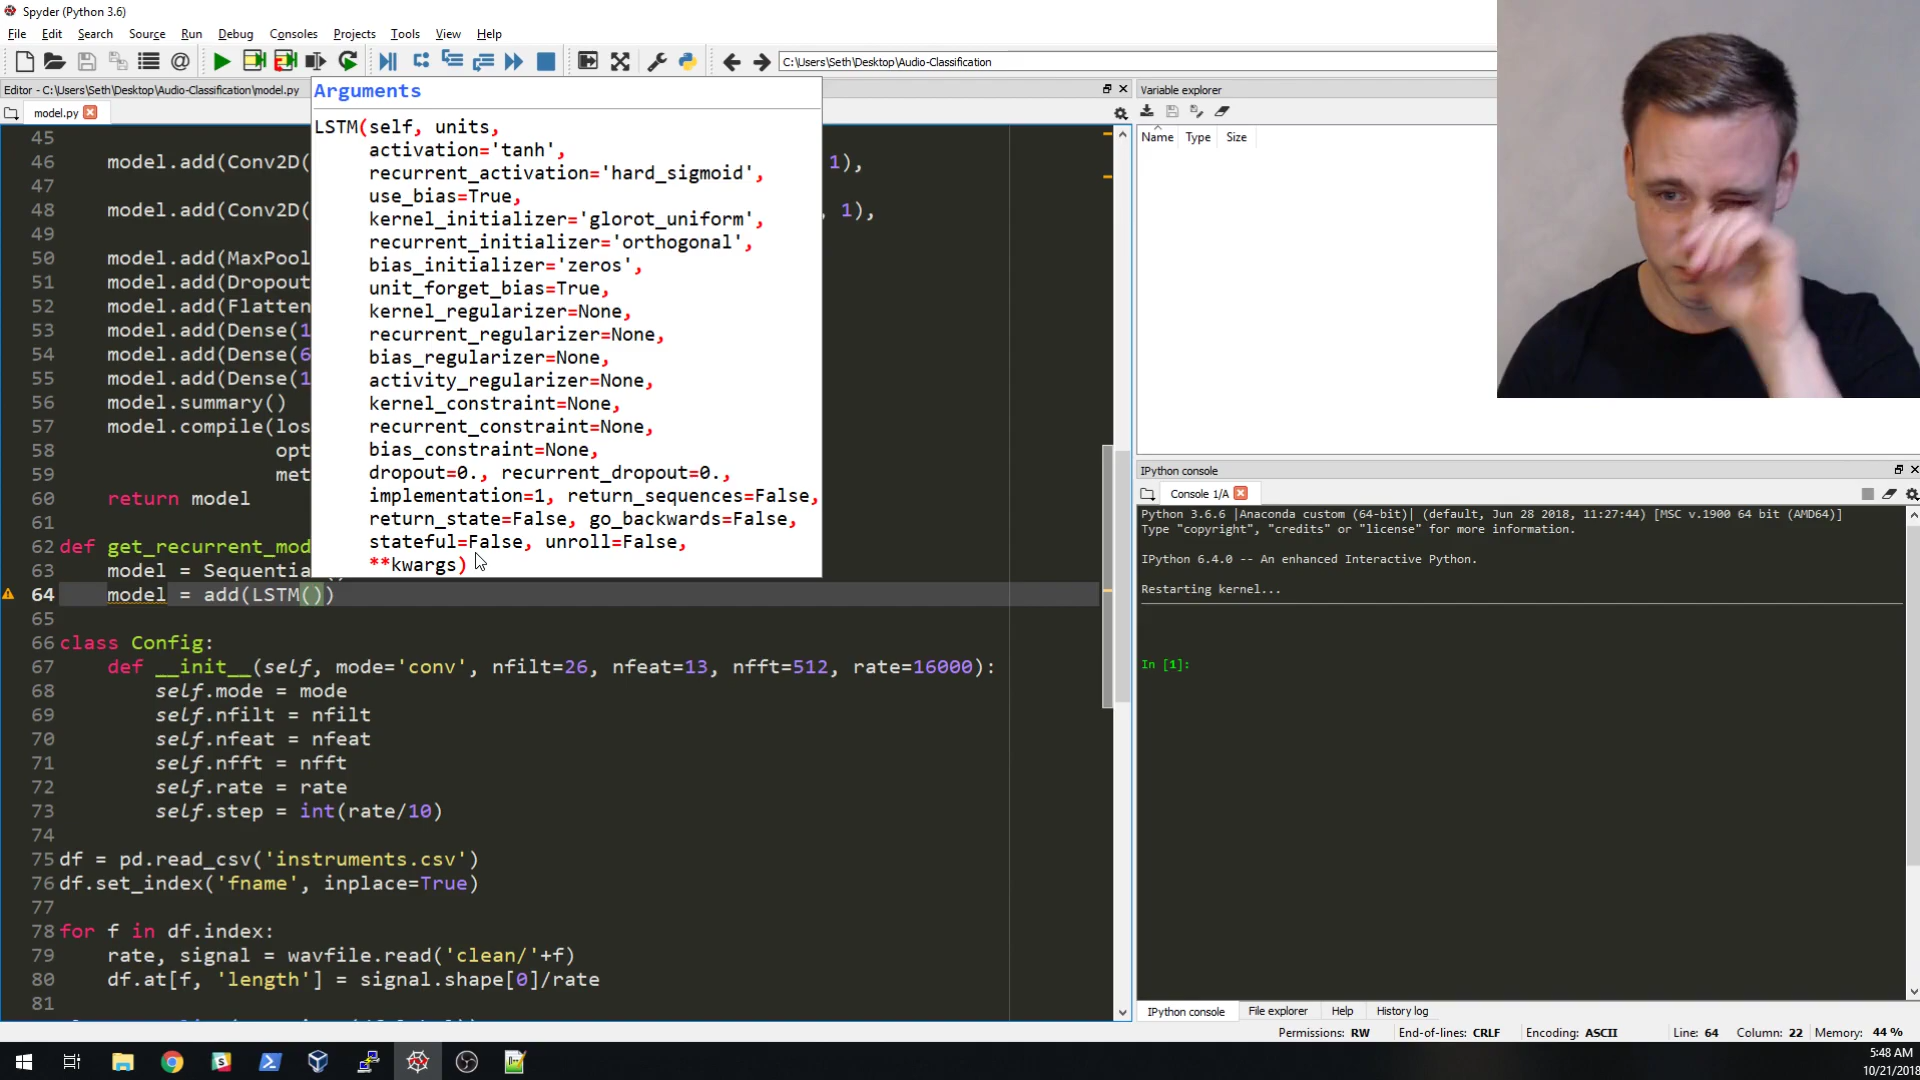 Spyder (Python 3.6)
File Edit Search Source Run Debug Consoles Projects Tools View Help
C:\Users\Seth\Desktop\Audio-Classification
Editor - C:\Users\Seth\Desktop\Audio-Classification\model.py
model.py
Arguments
LSTM(self, units,
activation='tanh',
recurrent_activation='hard_sigmoid',
use_bias=True,
kernel_initializer='glorot_uniform',
recurrent_initializer='orthogonal',
bias_initializer='zeros',
unit_forget_bias=True,
kernel_regularizer=None,
recurrent_regularizer=None,
bias_regularizer=None,
activity_regularizer=None,
kernel_constraint=None,
recurrent_constraint=None,
bias_constraint=None,
dropout=0., recurrent_dropout=0.,
implementation=1, return_sequences=False,
return_state=False, go_backwards=False,
stateful=False, unroll=False,
**kwargs)
45
46 model.add(Conv2D( 1),
47
48 model.add(Conv2D( , 1),
49
50 model.add(MaxPool
51 model.add(Dropout
52 model.add(Flatten
53 model.add(Dense(1
54 model.add(Dense(6
55 model.add(Dense(1
56 model.summary()
57 model.compile(los
58 opt
59 met
60 return model
61
62 def get_recurrent_mod
63 model = Sequentia
64 model = add(LSTM())
65
66 class Config:
67 def __init__(self, mode='conv', nfilt=26, nfeat=13, nfft=512, rate=16000):
68 self.mode = mode
69 self.nfilt = nfilt
70 self.nfeat = nfeat
71 self.nfft = nfft
72 self.rate = rate
73 self.step = int(rate/10)
74
75 df = pd.read_csv('instruments.csv')
76 df.set_index('fname', inplace=True)
77
78 for f in df.index:
79 rate, signal = wavfile.read('clean/'+f)
80 df.at[f, 'length'] = signal.shape[0]/rate
81
Variable explorer
Name Type Size
IPython console
Console 1/A
Python 3.6.6 |Anaconda custom (64-bit)| (default, Jun 28 2018, 11:27:44) [MSC v.1900 64 bit (AMD64)]
Type "copyright", "credits" or "license" for more information.
IPython 6.4.0 -- An enhanced Interactive Python.
Restarting kernel...
In [1]:
IPython console File explorer Help History log
Permissions: RW End-of-lines: CRLF Encoding: ASCII Line: 64 Column: 22 Memory: 44 %
5:48 AM
10/21/2018